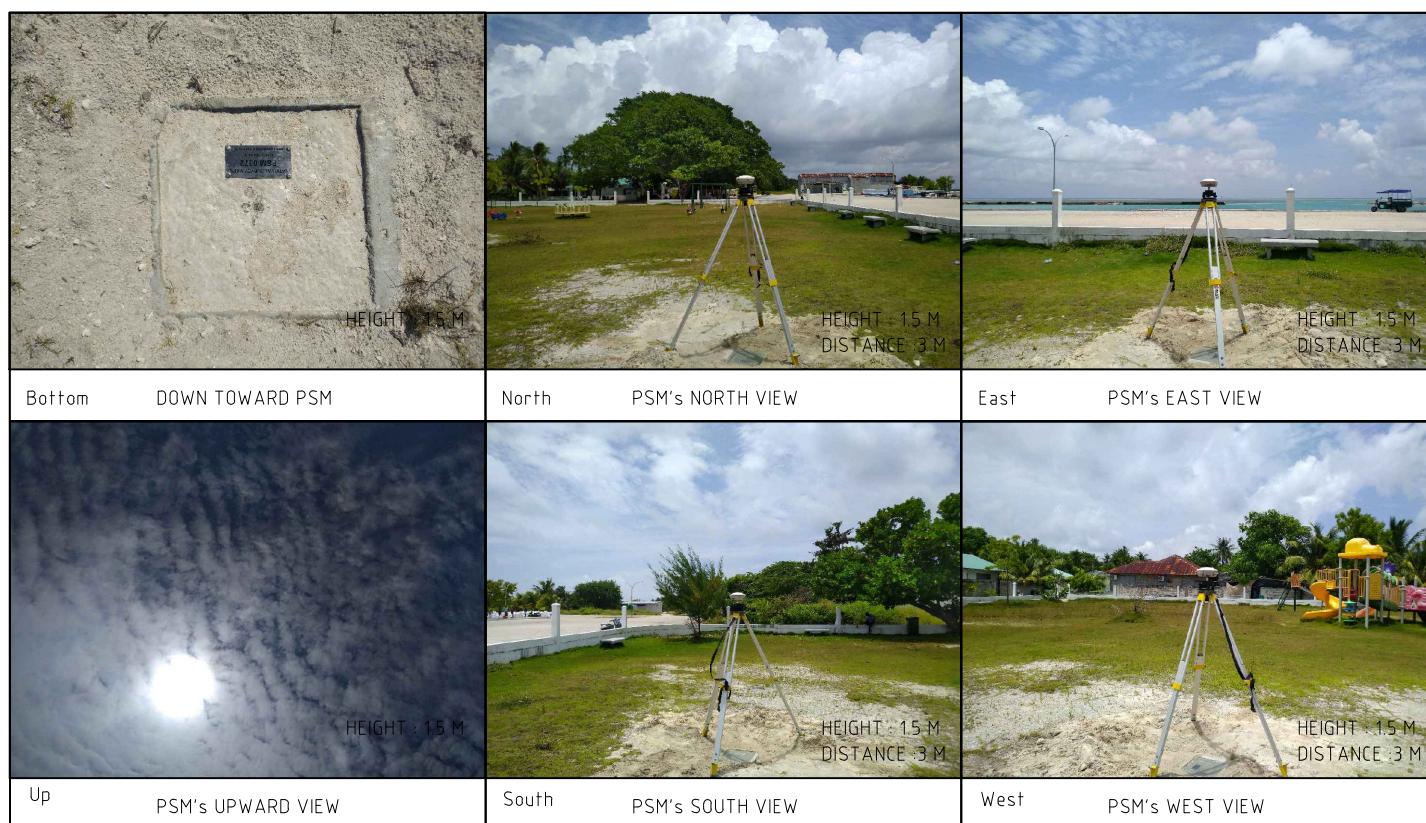 PSM 0372
HEIGHT : 1.5 M
HEIGHT : 1.5 M
DISTANCE :3 M
HEIGHT : 1.5 M
DISTANCE :3 M
Bottom DOWN TOWARD PSM
North PSM's NORTH VIEW
East PSM's EAST VIEW
HEIGHT : 1.5 M
HEIGHT : 1.5 M
DISTANCE :3 M
HEIGHT : 1.5 M
DISTANCE :3 M
Up PSM's UPWARD VIEW
South PSM's SOUTH VIEW
West PSM's WEST VIEW